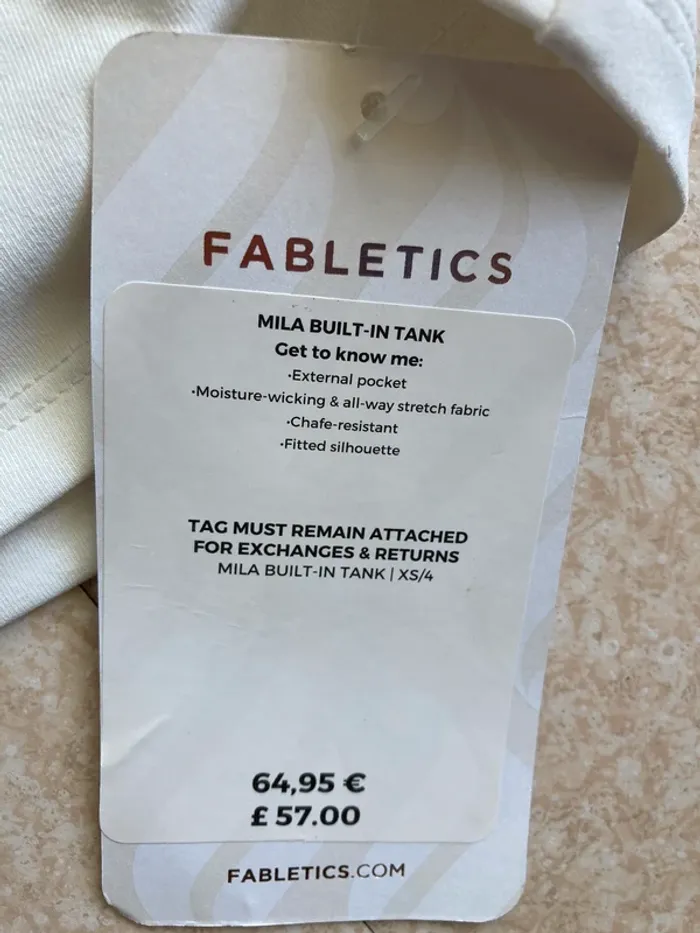 FABLETICS
MILA BUILT-IN TANK
Get to know me:
•External pocket
•Moisture-wicking & all-way stretch fabric
•Chafe-resistant
•Fitted silhouette
TAG MUST REMAIN ATTACHED
FOR EXCHANGES & RETURNS
MILA BUILT-IN TANK | XS/4
64,95 €
£ 57.00
FABLETICS.COM